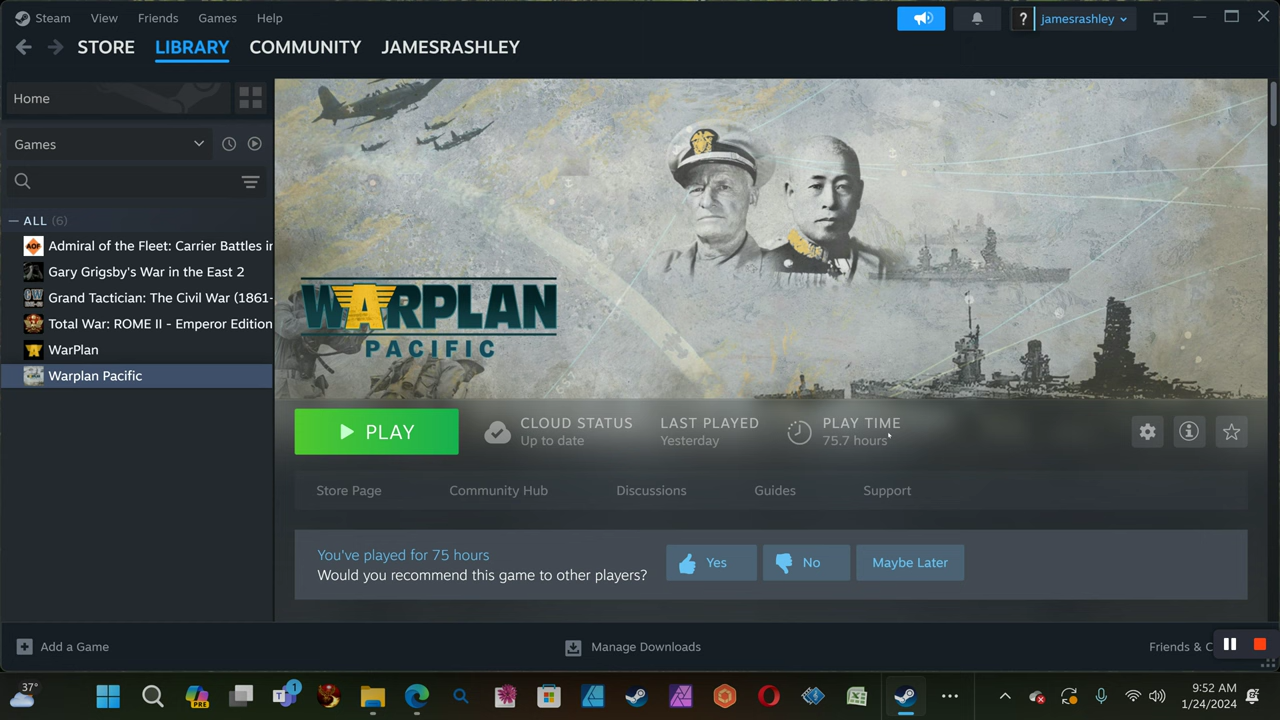 Steam View Friends Games Help
? jamesrashley
STORE LIBRARY COMMUNITY JAMESRASHLEY
Home
Games
ALL (6)
Admiral of the Fleet: Carrier Battles in
Gary Grigsby's War in the East 2
Grand Tactician: The Civil War (1861-
Total War: ROME II - Emperor Edition
WarPlan
Warplan Pacific
WARPLAN
PACIFIC
PLAY
CLOUD STATUS
Up to date
LAST PLAYED
Yesterday
PLAY TIME
75.7 hours
Store Page Community Hub Discussions Guides Support
You've played for 75 hours
Would you recommend this game to other players?
Yes No Maybe Later
Add a Game
Manage Downloads
Friends & C
37°
PRE
1
9:52 AM
1/24/2024